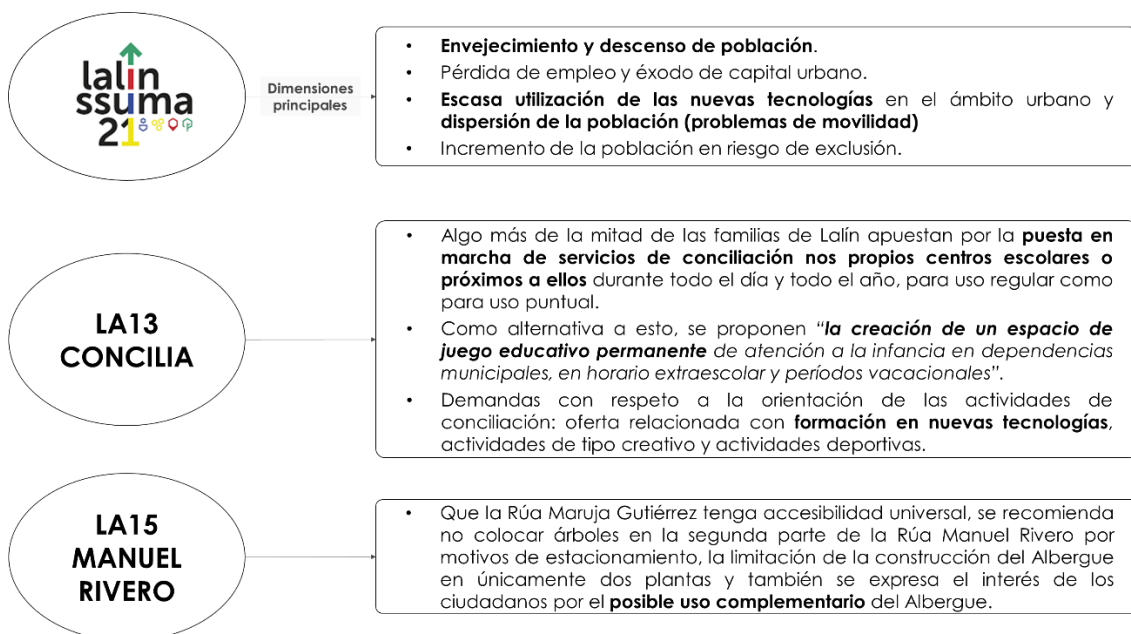 lalín
ssuma
21
Dimensiones
principales
• Envejecimiento y descenso de población.
• Pérdida de empleo y éxodo de capital urbano.
• Escasa utilización de las nuevas tecnologías en el ámbito urbano y
dispersión de la población (problemas de movilidad)
• Incremento de la población en riesgo de exclusión.
LA13
CONCILIA
• Algo más de la mitad de las familias de Lalín apuestan por la puesta en
marcha de servicios de conciliación nos propios centros escolares o
próximos a ellos durante todo el día y todo el año, para uso regular como
para uso puntual.
• Como alternativa a esto, se proponen “la creación de un espacio de
juego educativo permanente de atención a la infancia en dependencias
municipales, en horario extraescolar y períodos vacacionales”.
• Demandas con respeto a la orientación de las actividades de
conciliación: oferta relacionada con formación en nuevas tecnologías,
actividades de tipo creativo y actividades deportivas.
LA15
MANUEL
RIVERO
• Que la Rúa Maruja Gutiérrez tenga accesibilidad universal, se recomienda
no colocar árboles en la segunda parte de la Rúa Manuel Rivero por
motivos de estacionamiento, la limitación de la construcción del Albergue
en únicamente dos plantas y también se expresa el interés de los
ciudadanos por el posible uso complementario del Albergue.